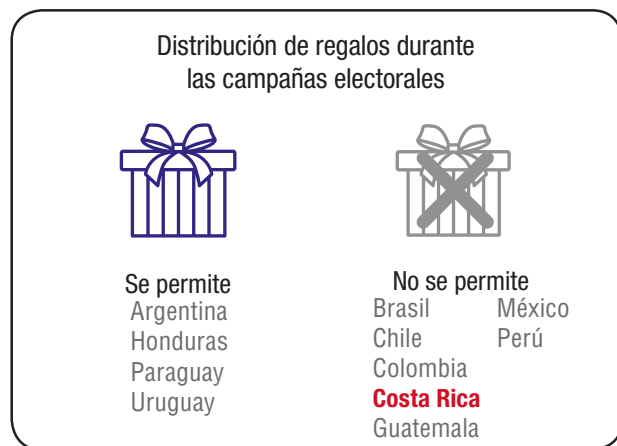 Distribución de regalos durante
las campañas electorales
Se permite
Argentina
Honduras
Paraguay
Uruguay
No se permite
Brasil
Chile
Colombia
Costa Rica
Guatemala
México
Perú